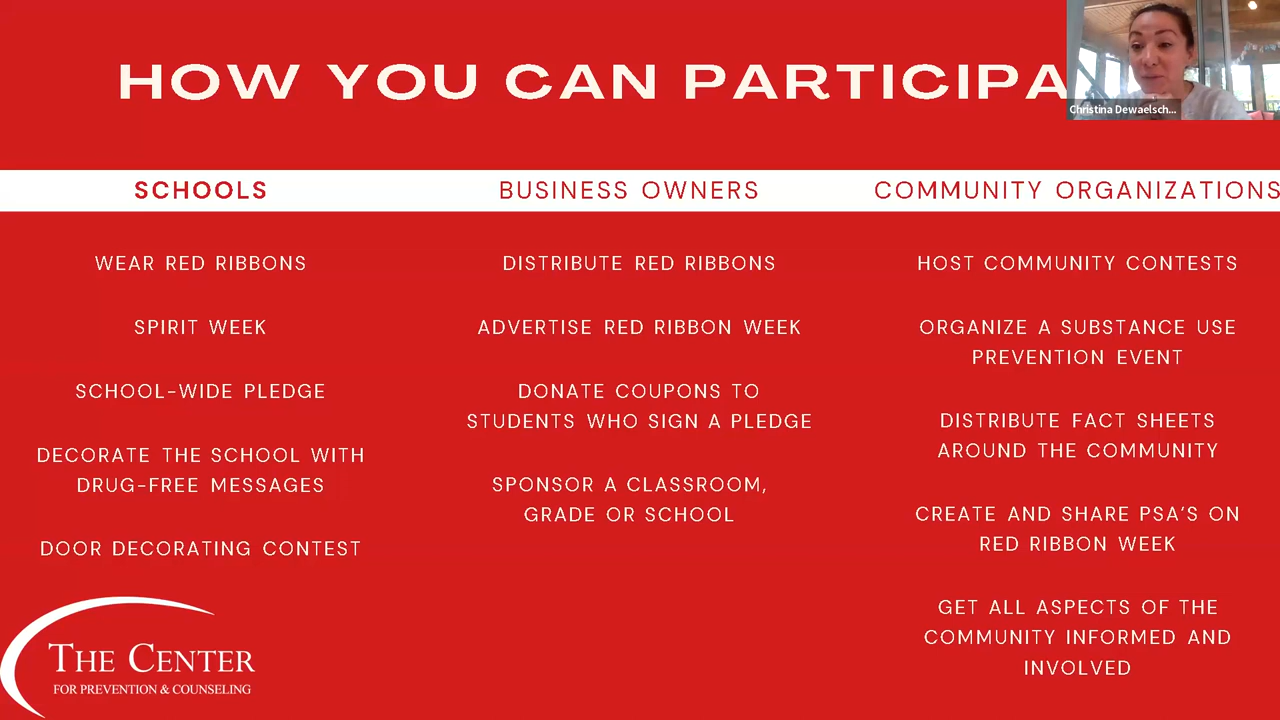 HOW YOU CAN PARTICIPA
Christina Dewaelsch...
SCHOOLS
WEAR RED RIBBONS
SPIRIT WEEK
SCHOOL-WIDE PLEDGE
DECORATE THE SCHOOL WITH
DRUG-FREE MESSAGES
DOOR DECORATING CONTEST
BUSINESS OWNERS
DISTRIBUTE RED RIBBONS
ADVERTISE RED RIBBON WEEK
DONATE COUPONS TO
STUDENTS WHO SIGN A PLEDGE
SPONSOR A CLASSROOM,
GRADE OR SCHOOL
COMMUNITY ORGANIZATIONS
HOST COMMUNITY CONTESTS
ORGANIZE A SUBSTANCE USE
PREVENTION EVENT
DISTRIBUTE FACT SHEETS
AROUND THE COMMUNITY
CREATE AND SHARE PSA'S ON
RED RIBBON WEEK
GET ALL ASPECTS OF THE
COMMUNITY INFORMED AND
INVOLVED
THE CENTER
FOR PREVENTION & COUNSELING